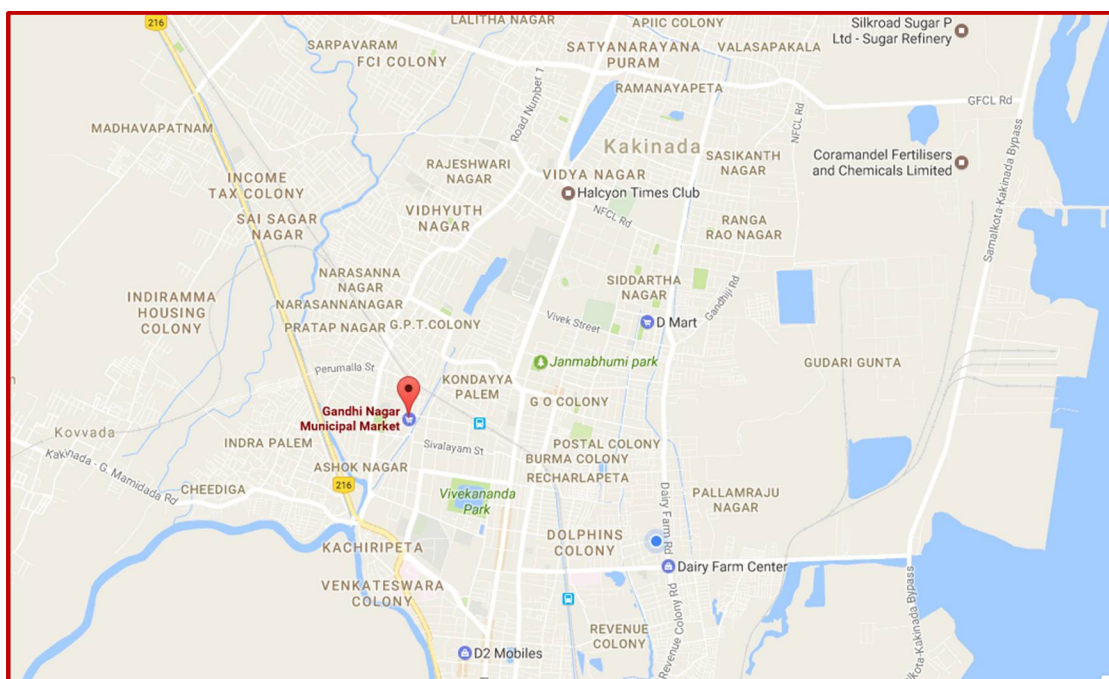 216
LALITHA NAGAR
APIIC COLONY
Silkroad Sugar P
Ltd - Sugar Refinery
SARPAVARAM
FCI COLONY
SATYANARAYANA
PURAM
VALASAPAKALA
RAMANAYAPETA
GFCL Rd
Road Number 1
NFCL Rd
MADHAVAPATNAM
Kakinada
SASIKANTH
NAGAR
Coramandel Fertilisers
and Chemicals Limited
RAJESHWARI
NAGAR
VIDYA NAGAR
INCOME
TAX COLONY
Halcyon Times Club
Samalkota-Kakinada Bypass
SAI SAGAR
NAGAR
VIDHYUTH
NAGAR
NFCL Rd
RANGA
RAO NAGAR
NARASANNA
NAGAR
SIDDARTHA
NAGAR
Gandhiji Rd
INDIRAMMA
HOUSING
COLONY
NARASANNANAGAR
PRATAP NAGAR
G.P.T.COLONY
Vivek Street
D Mart
Perumalla St
Janmabhumi park
GUDARI GUNTA
KONDAYYA
PALEM
G O COLONY
Gandhi Nagar
Municipal Market
Kovvada
INDRA PALEM
Sivalayam St
POSTAL COLONY
BURMA COLONY
Kakinada - G. Mamidada Rd
ASHOK NAGAR
RECHARLAPETA
216
CHEEDIGA
Vivekananda
Park
Dairy Farm Rd
PALLAMRAJU
NAGAR
KACHIRIPETA
DOLPHINS
COLONY
Dairy Farm Center
VENKATESWARA
COLONY
Revenue Colony Rd
REVENUE
COLONY
D2 Mobiles
lkota-Kakinada Bypass